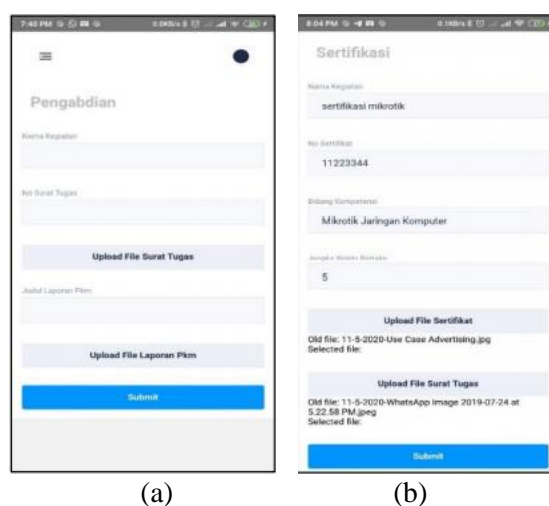 7:40 PM
Pengabdian
Nama Kegiatan
No Surat Tugas
Upload File Surat Tugas
Judul Laporan Pkm
Upload File Laporan Pkm
Submit
(a)
8:04 PM
Sertifikasi
Nama Kegiatan
sertifikasi mikrotik
No Sertifikat
11223344
Bidang Kompetensi
Mikrotik Jaringan Komputer
Jangka Waktu
5
Upload File Sertifikat
Old file: 11-5-2020-Use Case Advertising.jpg
Selected file:
Upload File Surat Tugas
Old file: 11-5-2020-WhatsApp Image 2019-07-24 at
5.22.58 PM.jpeg
Selected file:
Submit
(b)